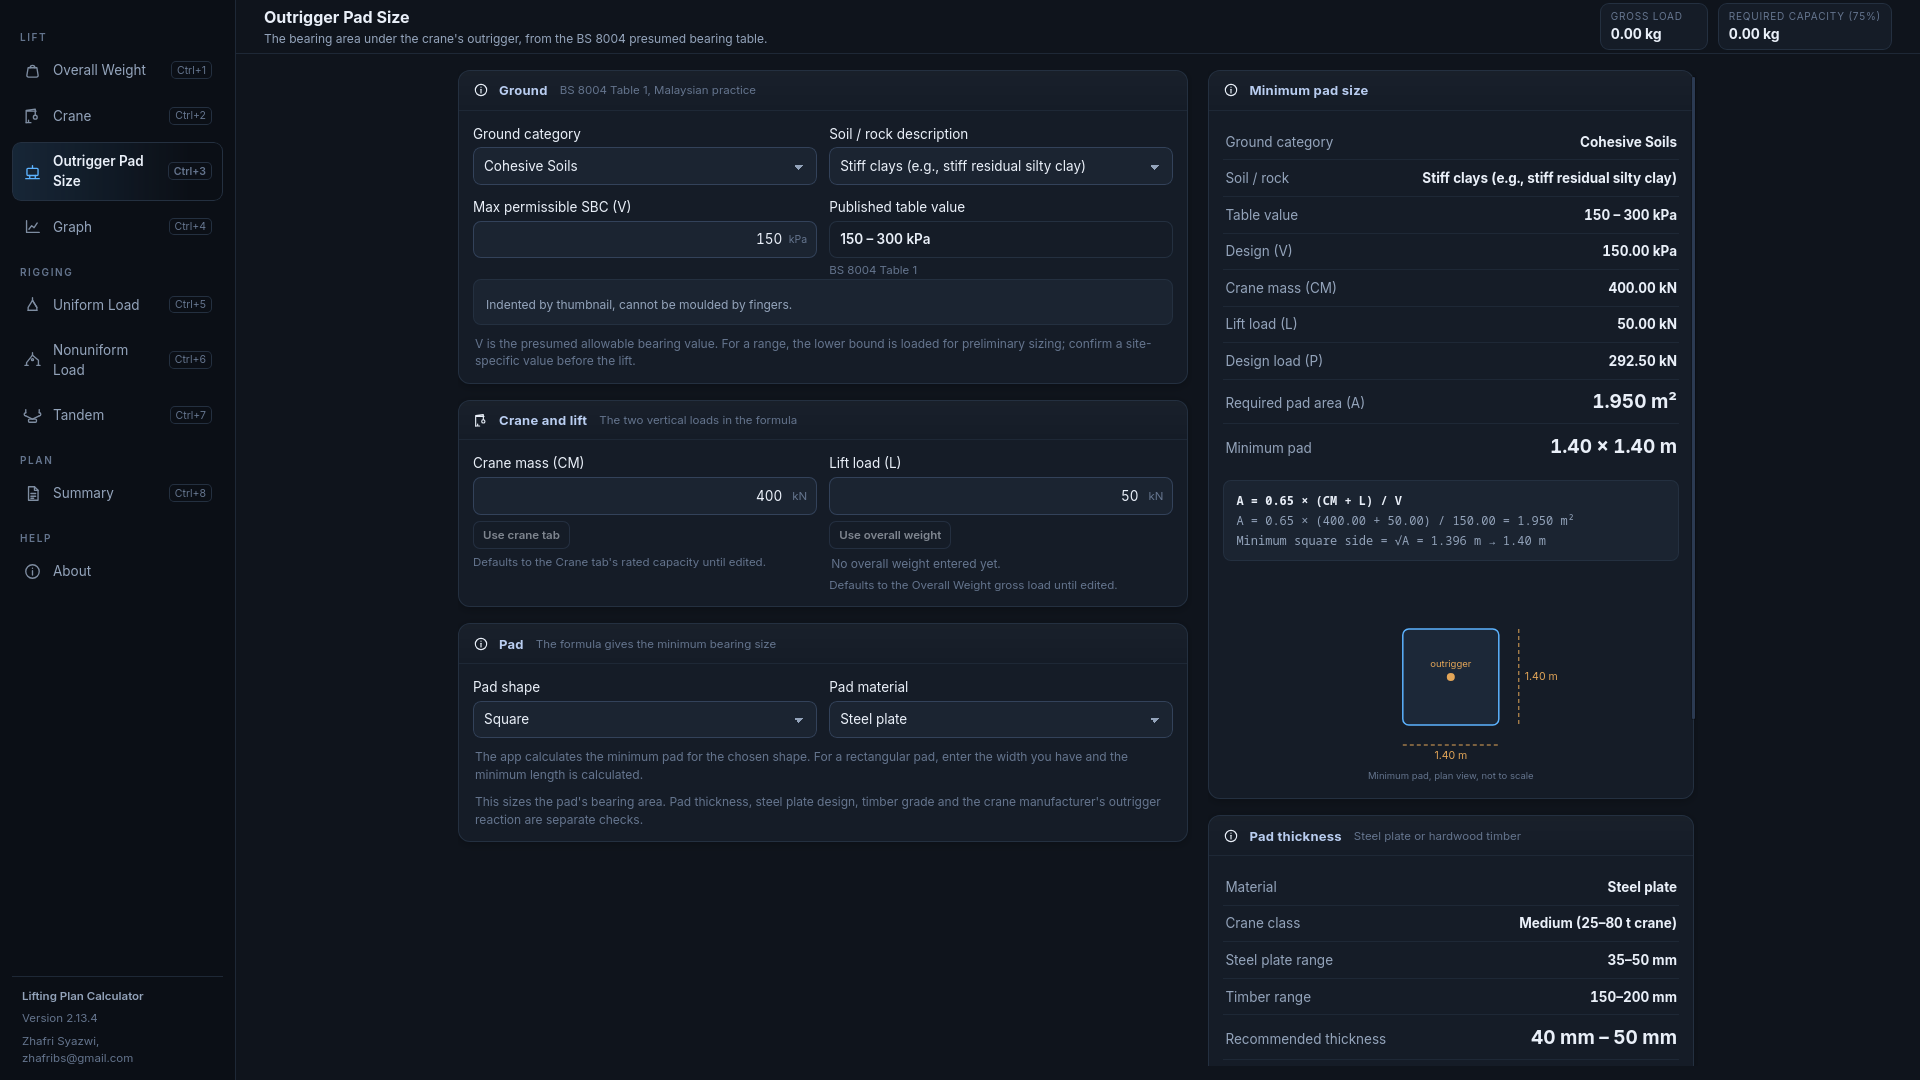 LIFT
Overall Weight Ctrl+1
Crane Ctrl+2
Outrigger Pad
Size
Ctrl+3
Graph Ctrl+4
RIGGING
Uniform Load Ctrl+5
Nonuniform
Load
Ctrl+6
Tandem Ctrl+7
PLAN
Summary Ctrl+8
HELP
About
Lifting Plan Calculator
Version 2.13.4
Zhafri Syazwi,
zhafribs@gmail.com
Outrigger Pad Size
The bearing area under the crane's outrigger, from the BS 8004 presumed bearing table.
GROSS LOAD
0.00 kg
REQUIRED CAPACITY (75%)
0.00 kg
Ground BS 8004 Table 1, Malaysian practice
Ground category
Cohesive Soils
Soil / rock description
Stiff clays (e.g., stiff residual silty clay)
Max permissible SBC (V)
150 kPa
Published table value
150 – 300 kPa
BS 8004 Table 1
Indented by thumbnail, cannot be moulded by fingers.
V is the presumed allowable bearing value. For a range, the lower bound is loaded for preliminary sizing; confirm a site-
specific value before the lift.
Crane and lift The two vertical loads in the formula
Crane mass (CM)
400 kN
Use crane tab
Defaults to the Crane tab's rated capacity until edited.
Lift load (L)
50 kN
Use overall weight
No overall weight entered yet.
Defaults to the Overall Weight gross load until edited.
Pad The formula gives the minimum bearing size
Pad shape
Square
Pad material
Steel plate
The app calculates the minimum pad for the chosen shape. For a rectangular pad, enter the width you have and the
minimum length is calculated.
This sizes the pad's bearing area. Pad thickness, steel plate design, timber grade and the crane manufacturer's outrigger
reaction are separate checks.
Minimum pad size
Ground category Cohesive Soils
Soil / rock Stiff clays (e.g., stiff residual silty clay)
Table value 150 – 300 kPa
Design (V) 150.00 kPa
Crane mass (CM) 400.00 kN
Lift load (L) 50.00 kN
Design load (P) 292.50 kN
Required pad area (A) 1.950 m²
Minimum pad 1.40 × 1.40 m
A = 0.65 × (CM + L) / V
A = 0.65 × (400.00 + 50.00) / 150.00 = 1.950 m²
Minimum square side = √A = 1.396 m → 1.40 m
outrigger
1.40 m
1.40 m
Minimum pad, plan view, not to scale
Pad thickness Steel plate or hardwood timber
Material Steel plate
Crane class Medium (25–80 t crane)
Steel plate range 35–50 mm
Timber range 150–200 mm
Recommended thickness 40 mm – 50 mm